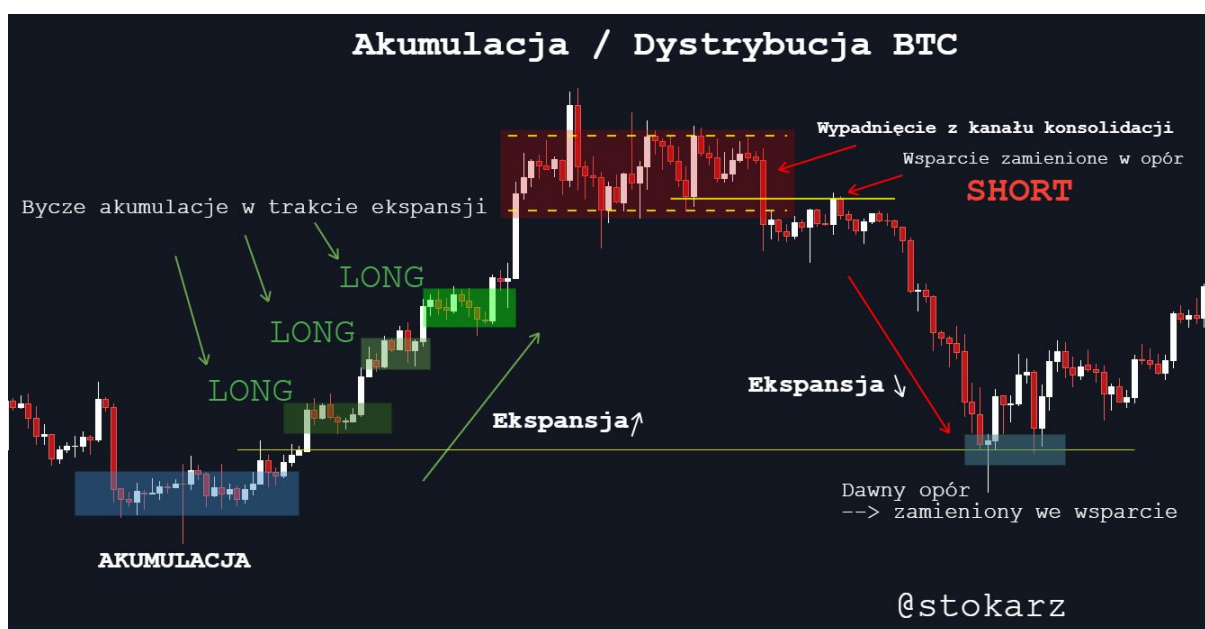 Akumulacja / Dystrybucja BTC
Wypadnięcie z kanału konsolidacji
Wsparcie zamienione w opór
SHORT
Bycze akumulacje w trakcie ekspansji
LONG
LONG
LONG
Ekspansja
Ekspansja
Dawny opór
--> zamieniony we wsparcie
AKUMULACJA
@stokarz